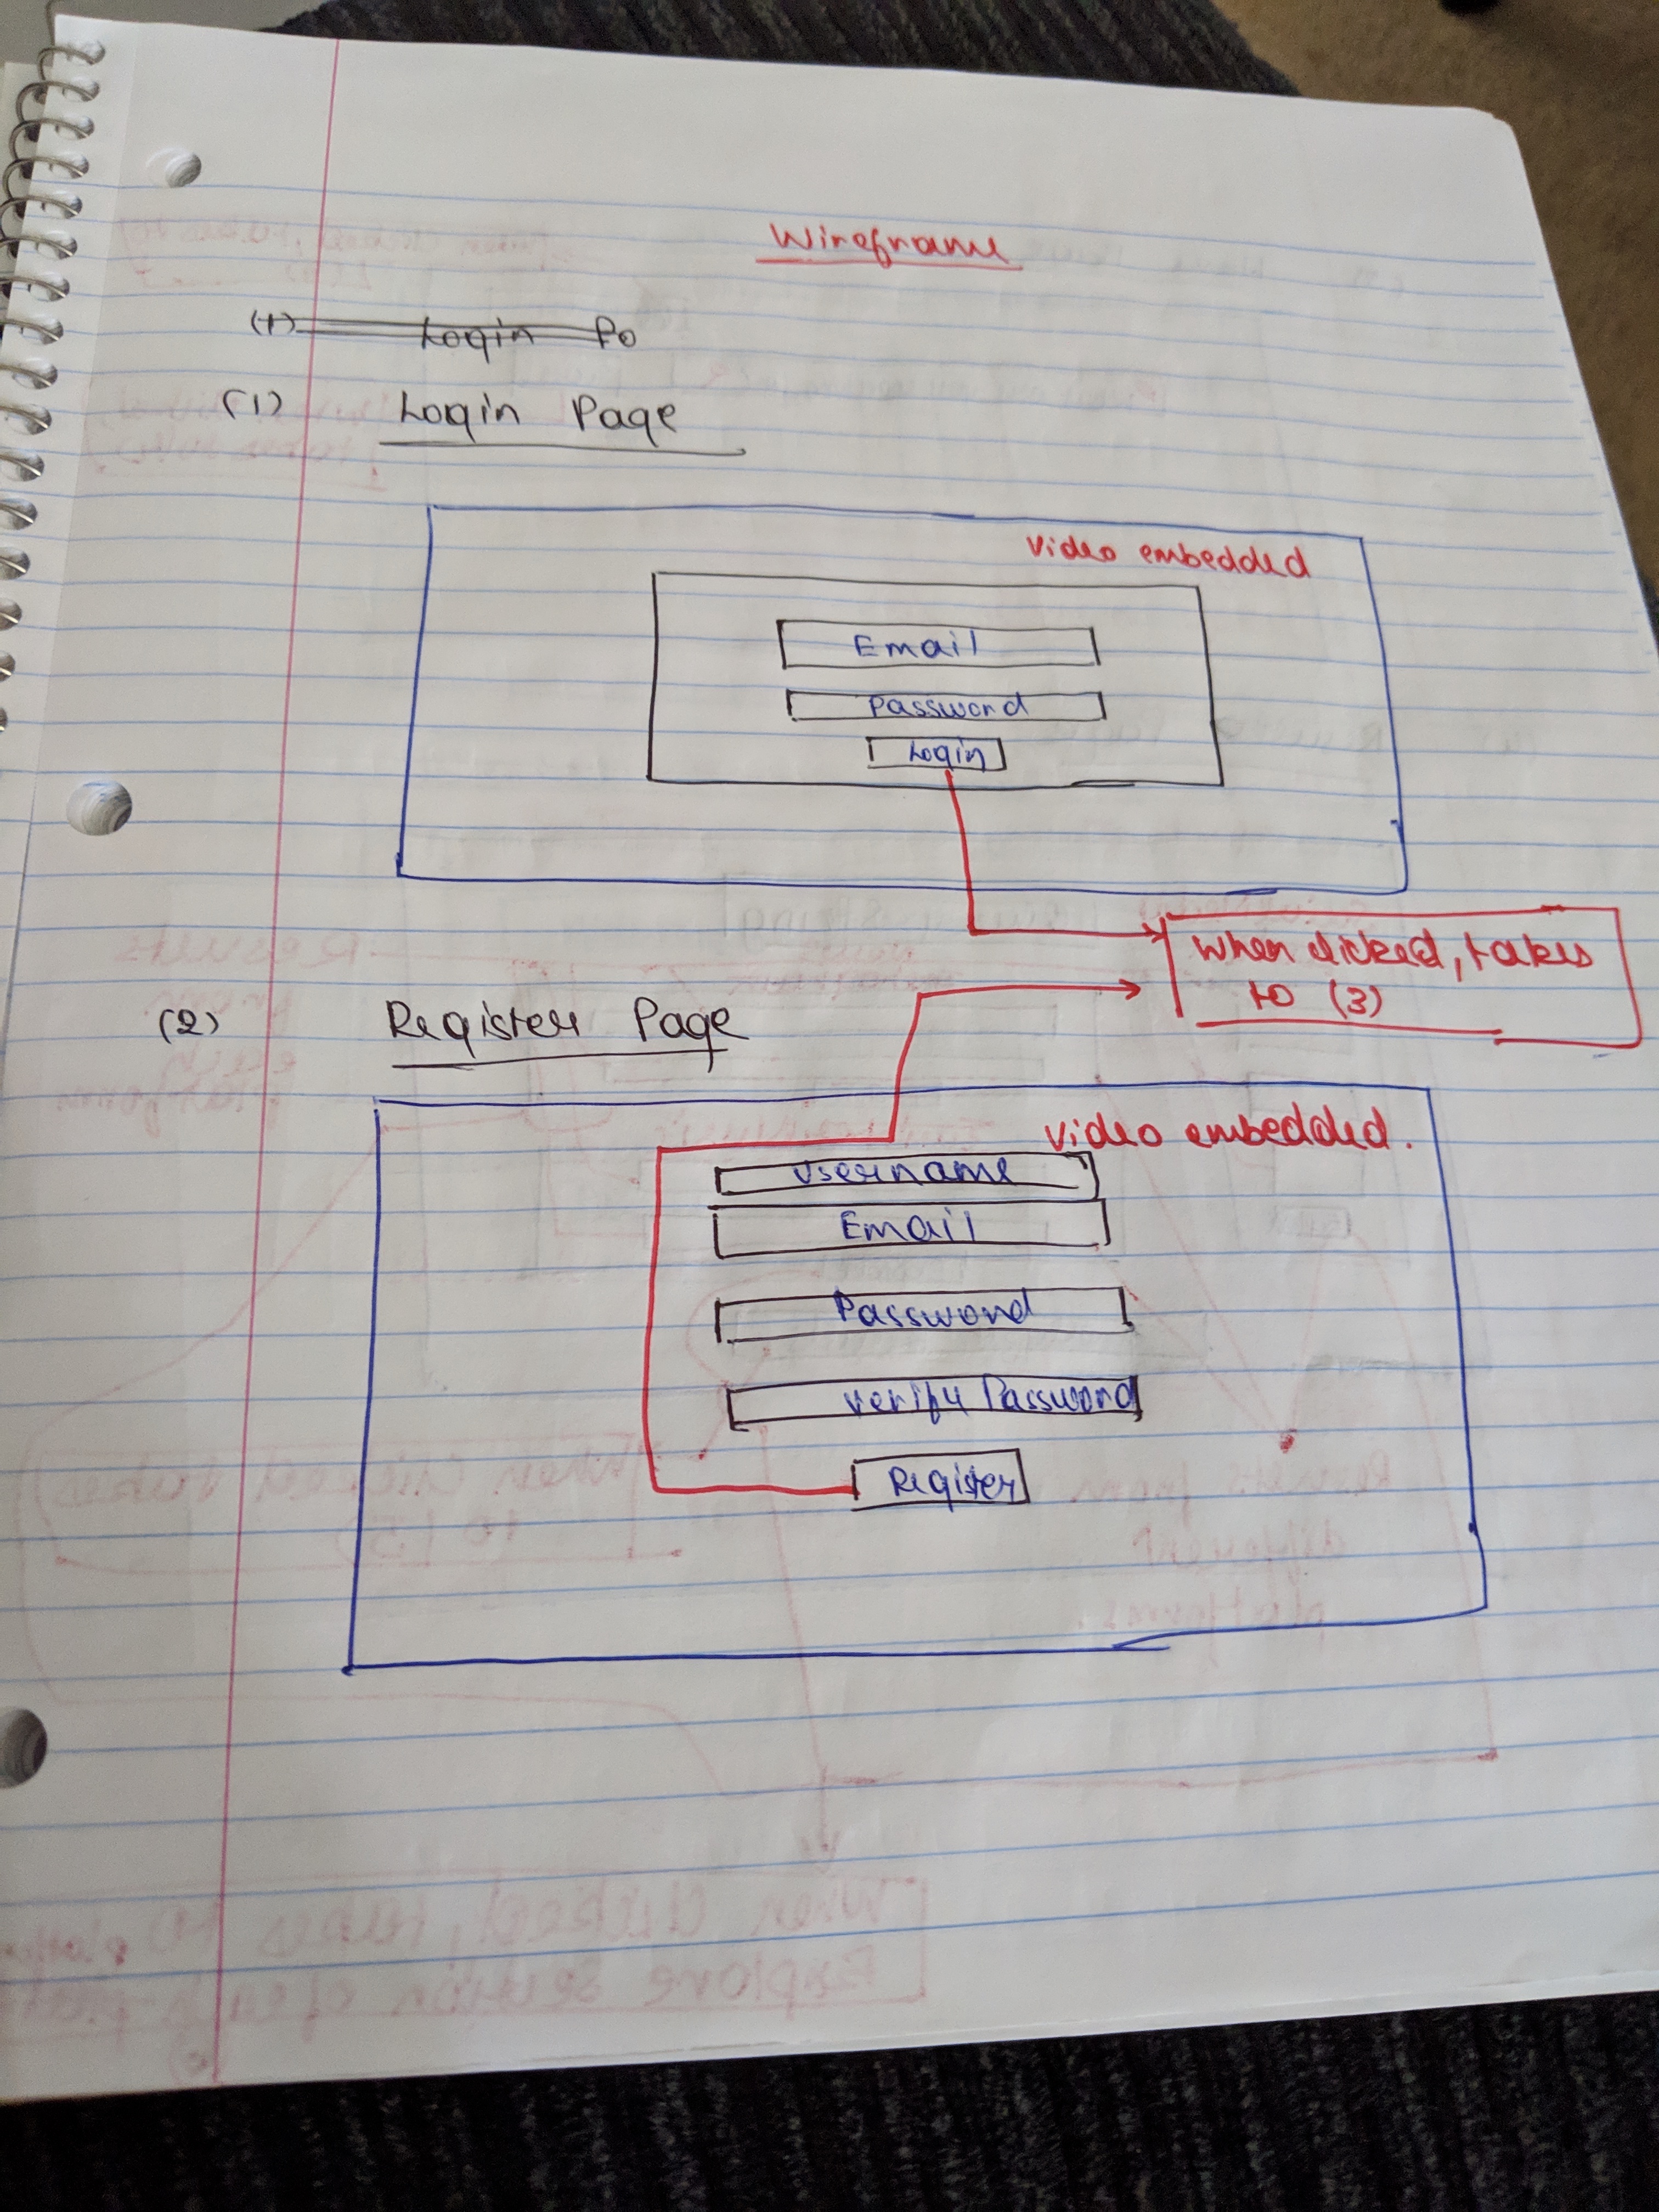 Wireframe
(1) Login Po
(1) Login Page
Video embedded
Email
Password
Login
When clicked, takes
to (3)
(2) Register Page
Video embedded.
Username
Email
Password
Verify Password
Register